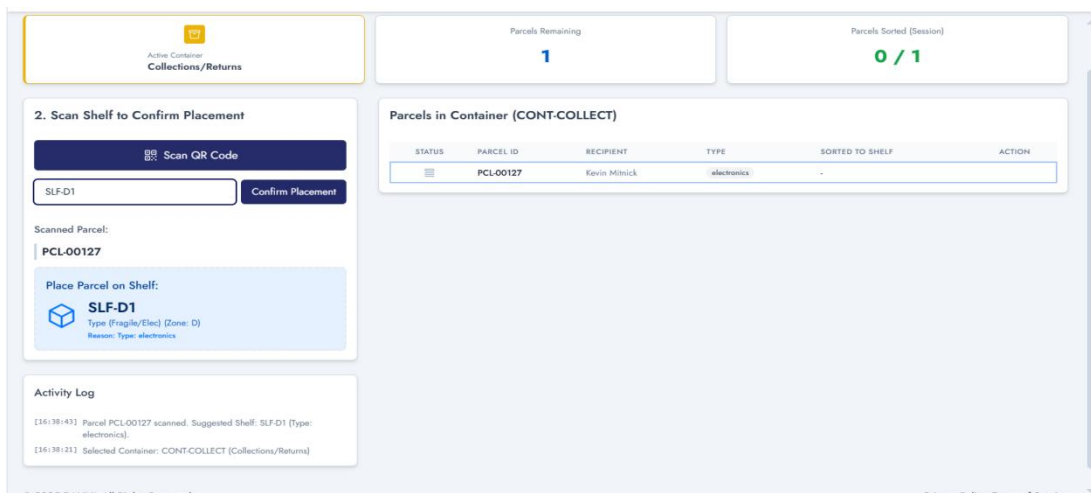 Active Container
Collections/Returns
Parcels Remaining
1
Parcels Sorted (Session)
0 / 1
2. Scan Shelf to Confirm Placement
Scan QR Code
SLF-D1
Confirm Placement
Scanned Parcel:
PCL-00127
Place Parcel on Shelf:
SLF-D1
Type (Fragile/Elec) (Zone: D)
Reason: Type: electronics
Parcels in Container (CONT-COLLECT)
STATUS PARCEL ID RECIPIENT TYPE SORTED TO SHELF ACTION
PCL-00127 Kevin Mitnick electronics -
Activity Log
[16:38:43] Parcel PCL-00127 scanned. Suggested Shelf: SLF-D1 (Type:
electronics).
[16:38:21] Selected Container: CONT-COLLECT (Collections/Returns)